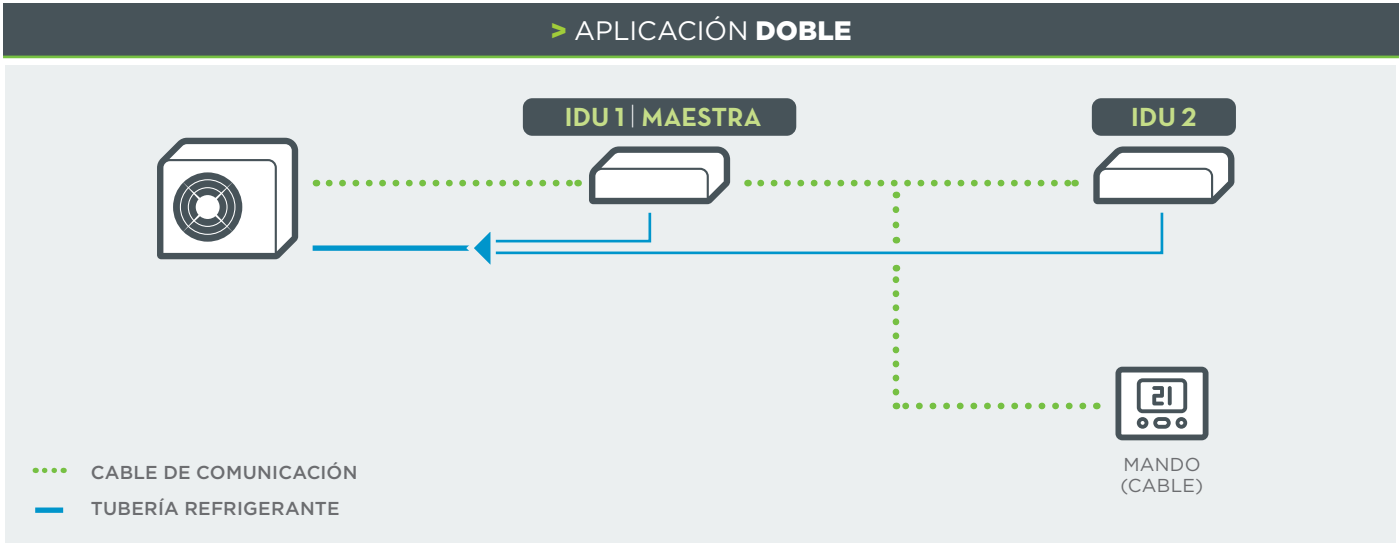 > APLICACIÓN DOBLE
IDU 1 | MAESTRA
IDU 2
21
MANDO
(CABLE)
CABLE DE COMUNICACIÓN
TUBERÍA REFRIGERANTE